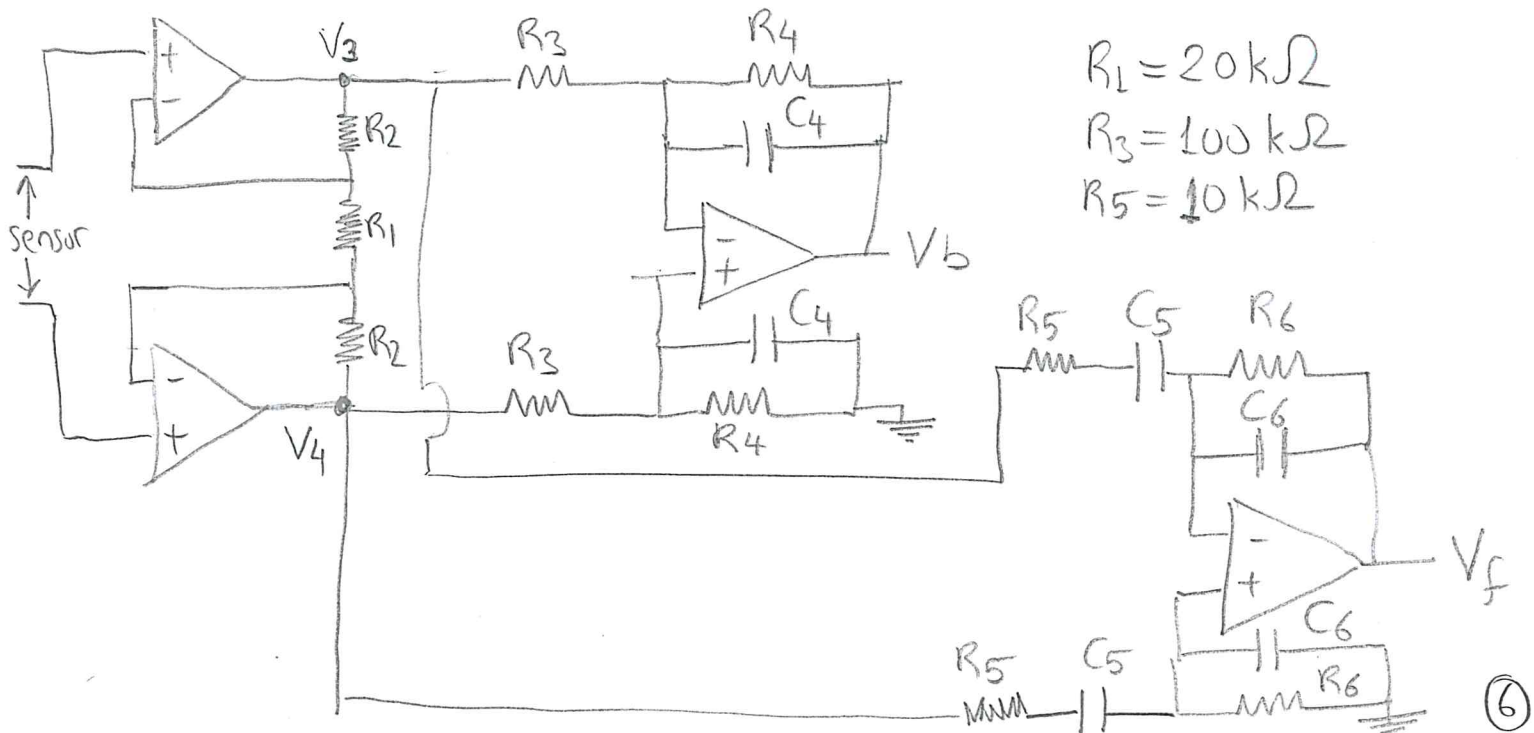 V3
R3
R4
R1 = 20 kΩ
+
-
R2
C4
R3 = 100 kΩ
R5 = 10 kΩ
sensor
R1
-
+
Vb
R2
R3
C4
R5
C5
R6
-
+
V4
R4
C6
-
+
Vf
C6
R5
C5
R6
6